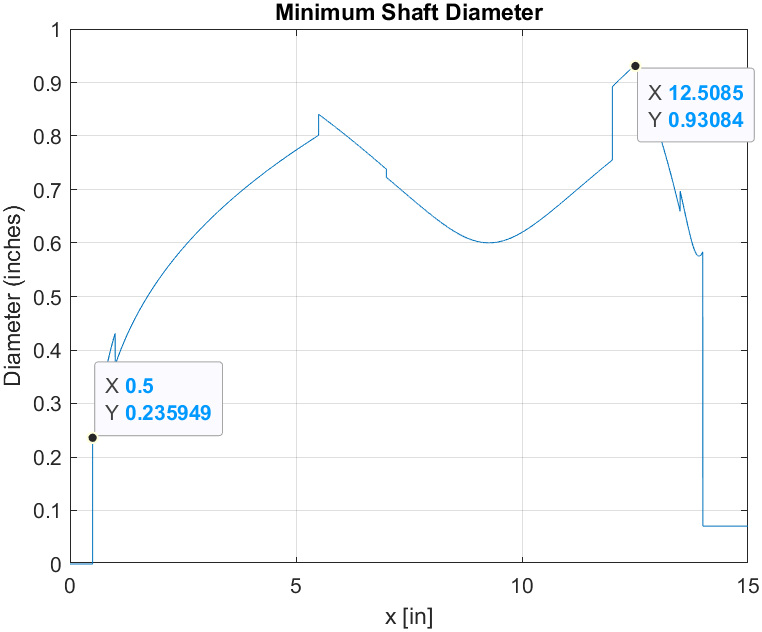 Minimum Shaft Diameter
Diameter (inches)
1
0.9
0.8
0.7
0.6
0.5
0.4
0.3
0.2
0.1
0
X 12.5085
Y 0.93084
X 0.5
Y 0.235949
0 5 10 15
x [in]